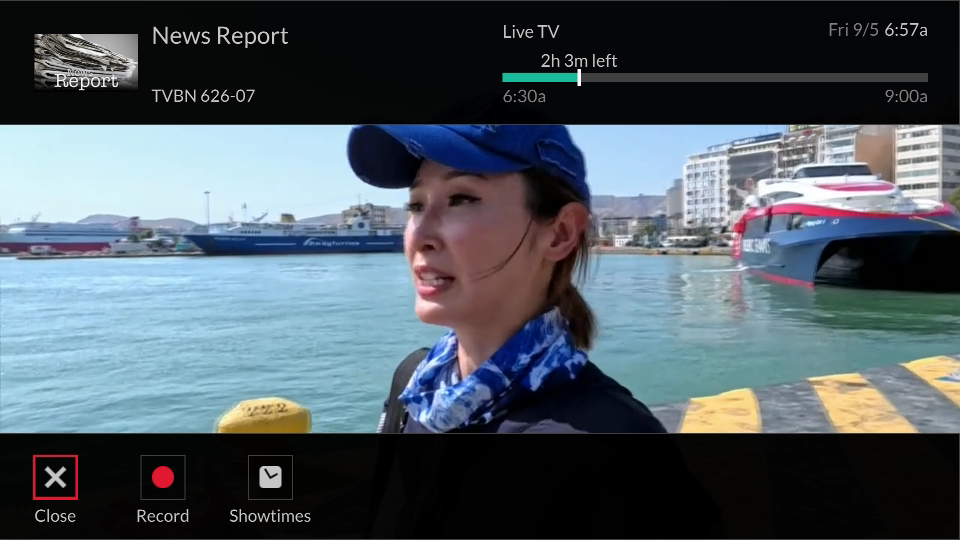 News Report
Report
TVBN 626-07
Live TV
Fri 9/5 6:57a
2h 3m left
6:30a
9:00a
Close
Record
Showtimes